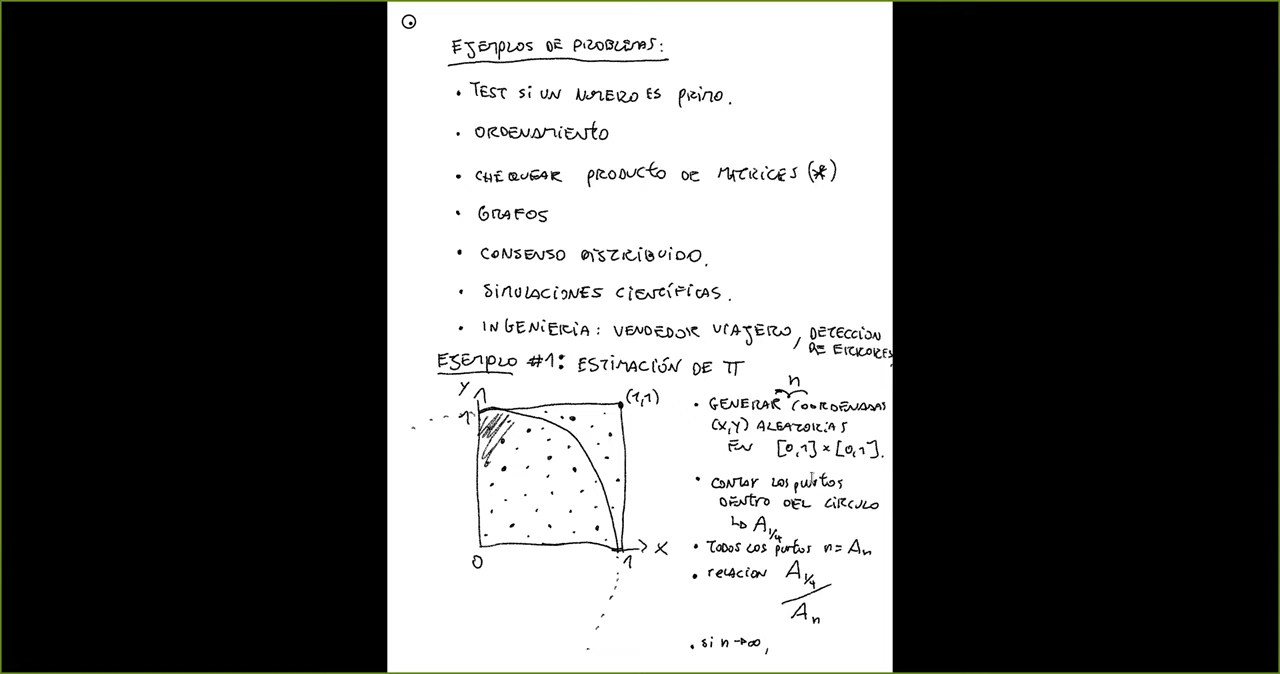 EJEMPLOS DE PROBLEMAS:
• TEST SI UN NUMERO ES PRIMO.
• ORDENAMIENTO
• CHEQUEAR PRODUCTO DE MATRICES (*)
• GRAFOS
• CONSENSO DISTRIBUIDO.
• SIMULACIONES CIENTÍFICAS.
• INGENIERIA: VENDEDOR VIAJERO, DETECCION
DE ERRORES,
EJEMPLO #1: ESTIMACIÓN DE π
Y
1
(1,1)
0
1
X
n
• GENERAR COORDENADAS
(X,Y) ALEATORIAS
EN [0,1] × [0,1].
• CONTAR LOS PUNTOS
DENTRO DEL CÍRCULO
↳ A₁/₄
• TODOS LOS PUNTOS n = Aₙ
• RELACION A₁/₄
/ Aₙ
• SI n → ∞,